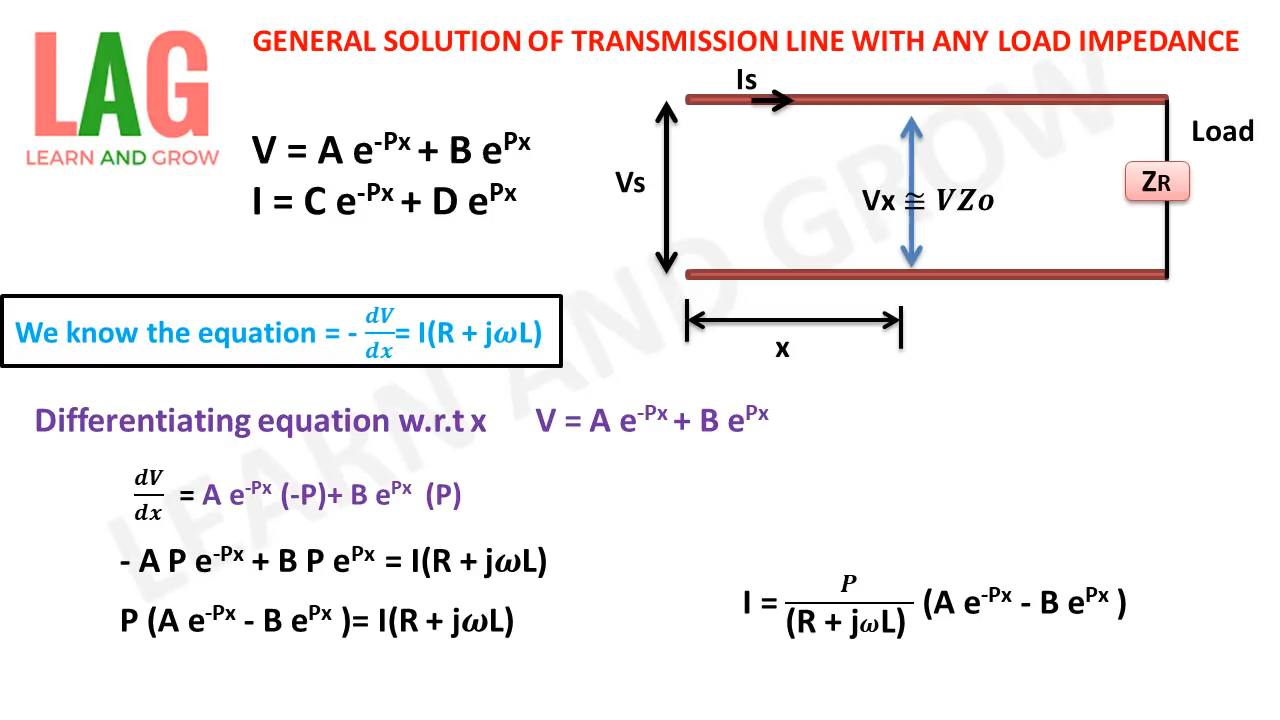 LAG
LEARN AND GROW
GENERAL SOLUTION OF TRANSMISSION LINE WITH ANY LOAD IMPEDANCE
V = A e^-Px + B e^Px
I = C e^-Px + D e^Px
Is
Vs
Vx ≅ VZo
Load
ZR
x
We know the equation = - dV/dx = I(R + jωL)
Differentiating equation w.r.t x V = A e^-Px + B e^Px
dV/dx = A e^-Px (-P)+ B e^Px (P)
- A P e^-Px + B P e^Px = I(R + jωL)
P (A e^-Px - B e^Px )= I(R + jωL)
I = P/(R + jωL) (A e^-Px - B e^Px )
LEARN AND GROW